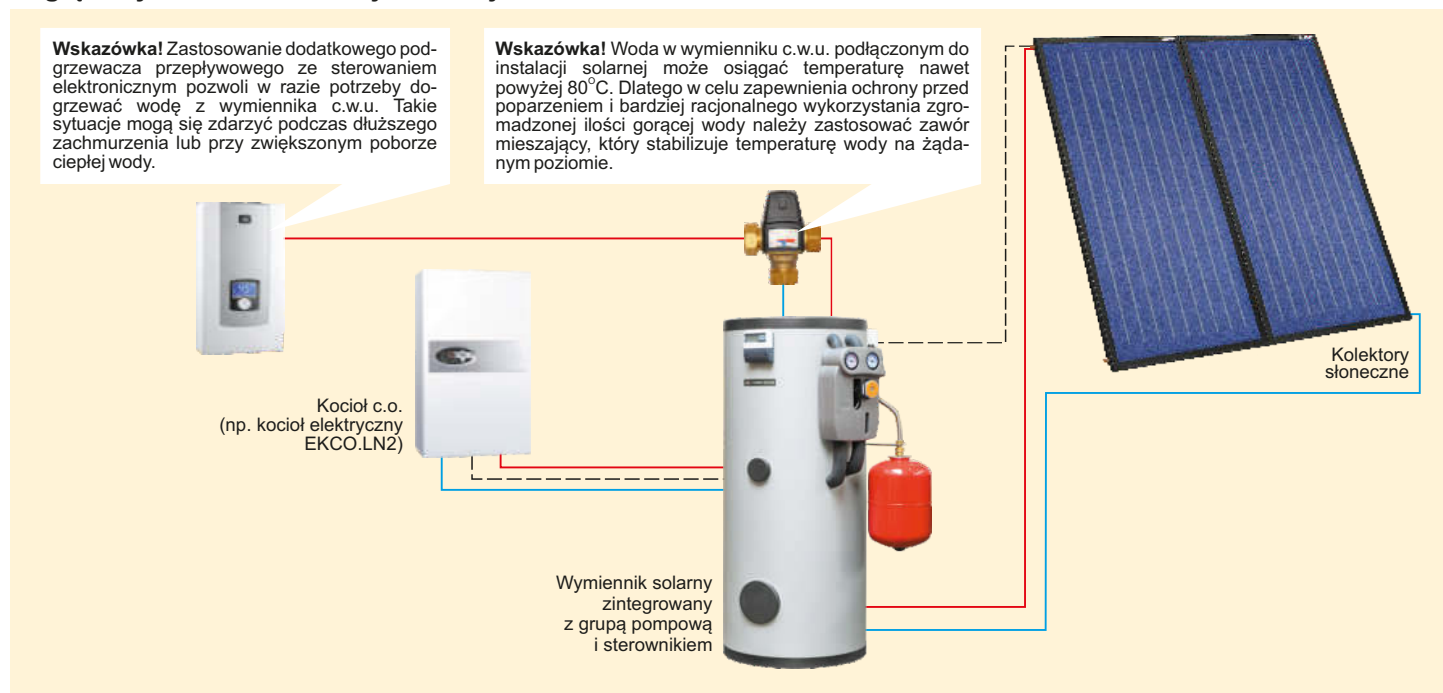 Wskazówka! Zastosowanie dodatkowego pod-
grzewacza przepływowego ze sterowaniem
elektronicznym pozwoli w razie potrzeby do-
grzewać wodę z wymiennika c.w.u. Takie
sytuacje mogą się zdarzyć podczas dłuższego
zachmurzenia lub przy zwiększonym poborze
ciepłej wody.
Wskazówka! Woda w wymienniku c.w.u. podłączonym do
instalacji solarnej może osiągać temperaturę nawet
powyżej 80°C. Dlatego w celu zapewnienia ochrony przed
poparzeniem i bardziej racjonalnego wykorzystania zgro-
madzonej ilości gorącej wody należy zastosować zawór
mieszający, który stabilizuje temperaturę wody na żąda-
nym poziomie.
Kolektory
słoneczne
Kocioł c.o.
(np. kocioł elektryczny
EKCO.LN2)
Wymiennik solarny
zintegrowany
z grupą pompową
i sterownikiem